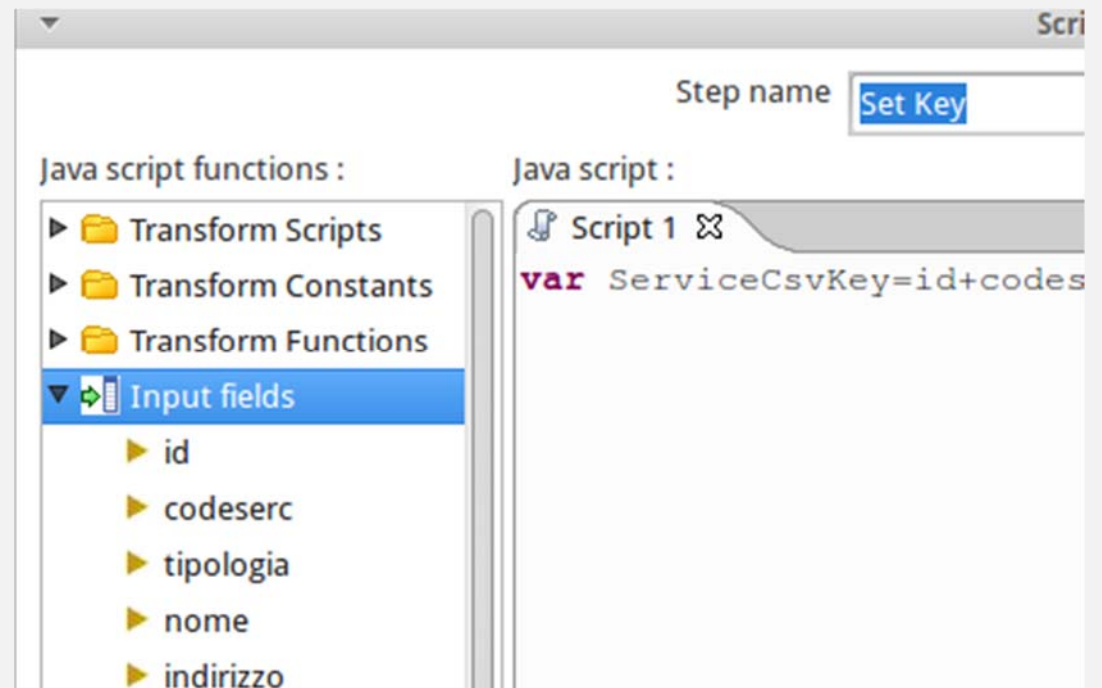 Scri
Step name Set Key
Java script functions :
Java script :
Transform Scripts
Transform Constants
Transform Functions
Input fields
id
codeserc
tipologia
nome
indirizzo
Script 1
var ServiceCsvKey=id+codes